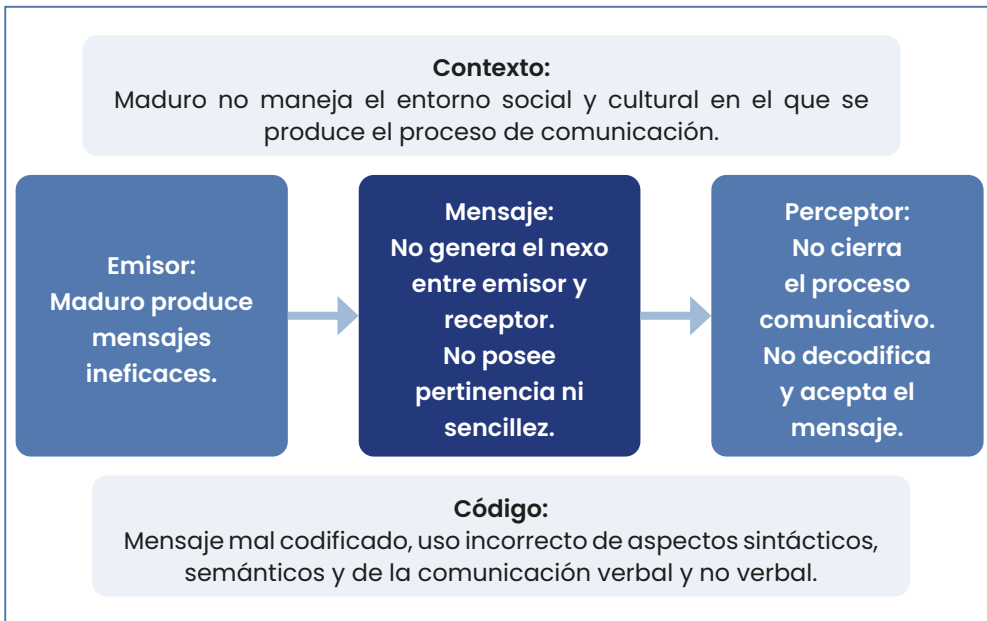 Contexto:
Maduro no maneja el entorno social y cultural en el que se
produce el proceso de comunicación.
Emisor:
Maduro produce
mensajes
ineficaces.
Mensaje:
No genera el nexo
entre emisor y
receptor.
No posee
pertinencia ni
sencillez.
Perceptor:
No cierra
el proceso
comunicativo.
No decodifica
y acepta el
mensaje.
Código:
Mensaje mal codificado, uso incorrecto de aspectos sintácticos,
semánticos y de la comunicación verbal y no verbal.